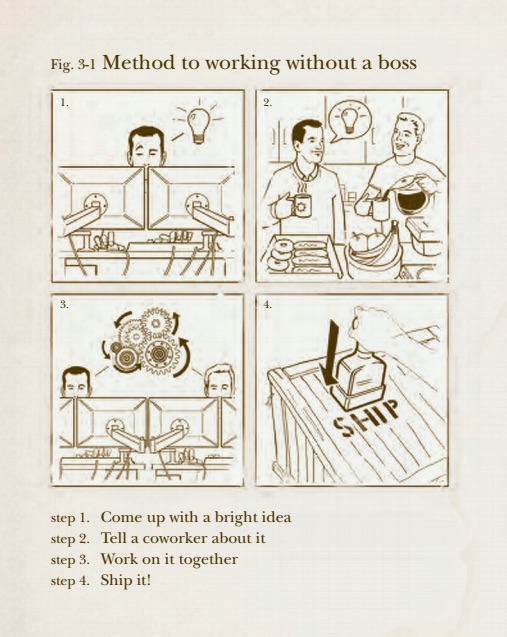 Fig. 3-1 Method to working without a boss
1.
2.
3.
4.
SHIP
step 1. Come up with a bright idea
step 2. Tell a coworker about it
step 3. Work on it together
step 4. Ship it!